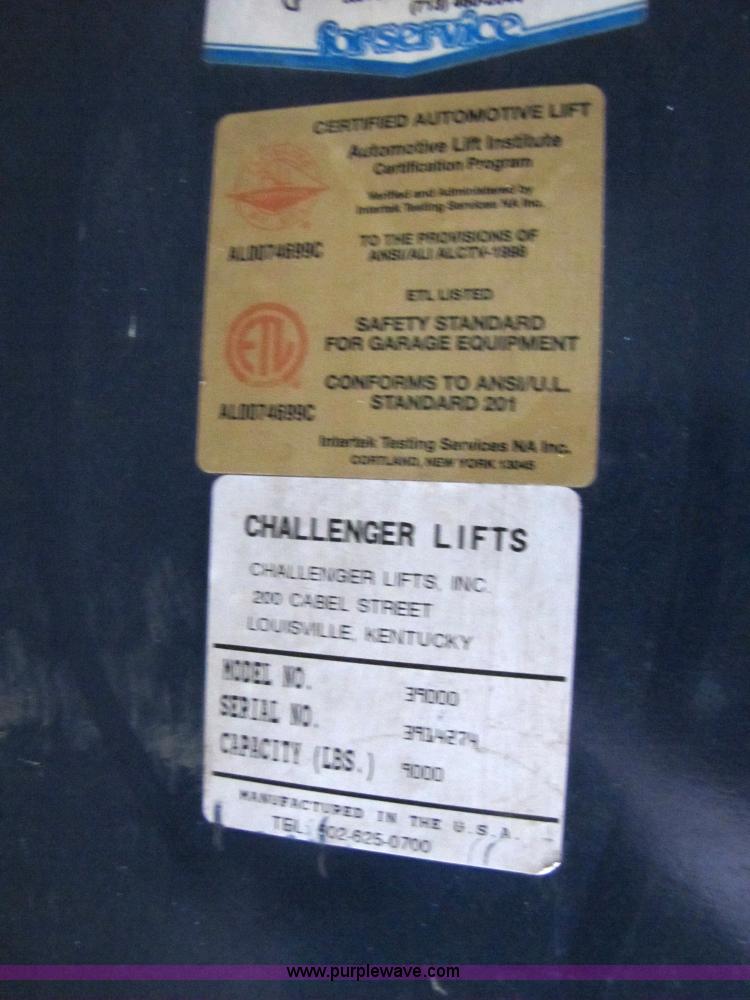 for service
CERTIFIED AUTOMOTIVE LIFT
Automotive Lift Institute
Certification Program
Verified and Administered by
Intertek Testing Services NA Inc.
AL0074699C
TO THE PROVISIONS OF
ANSI/ALI ALCTV-1998
ETL LISTED
SAFETY STANDARD
FOR GARAGE EQUIPMENT
ETL
CONFORMS TO ANSI/U.L.
STANDARD 201
AL0074699C
Intertek Testing Services NA Inc.
CORTLAND, NEW YORK 13045
CHALLENGER LIFTS
CHALLENGER LIFTS, INC.
200 CABEL STREET
LOUISVILLE, KENTUCKY
MODEL NO. 39000
SERIAL NO. 3914274
CAPACITY (LBS.) 9000
MANUFACTURED IN THE U.S.A.
TEL: 502-625-0700
www.purplewave.com